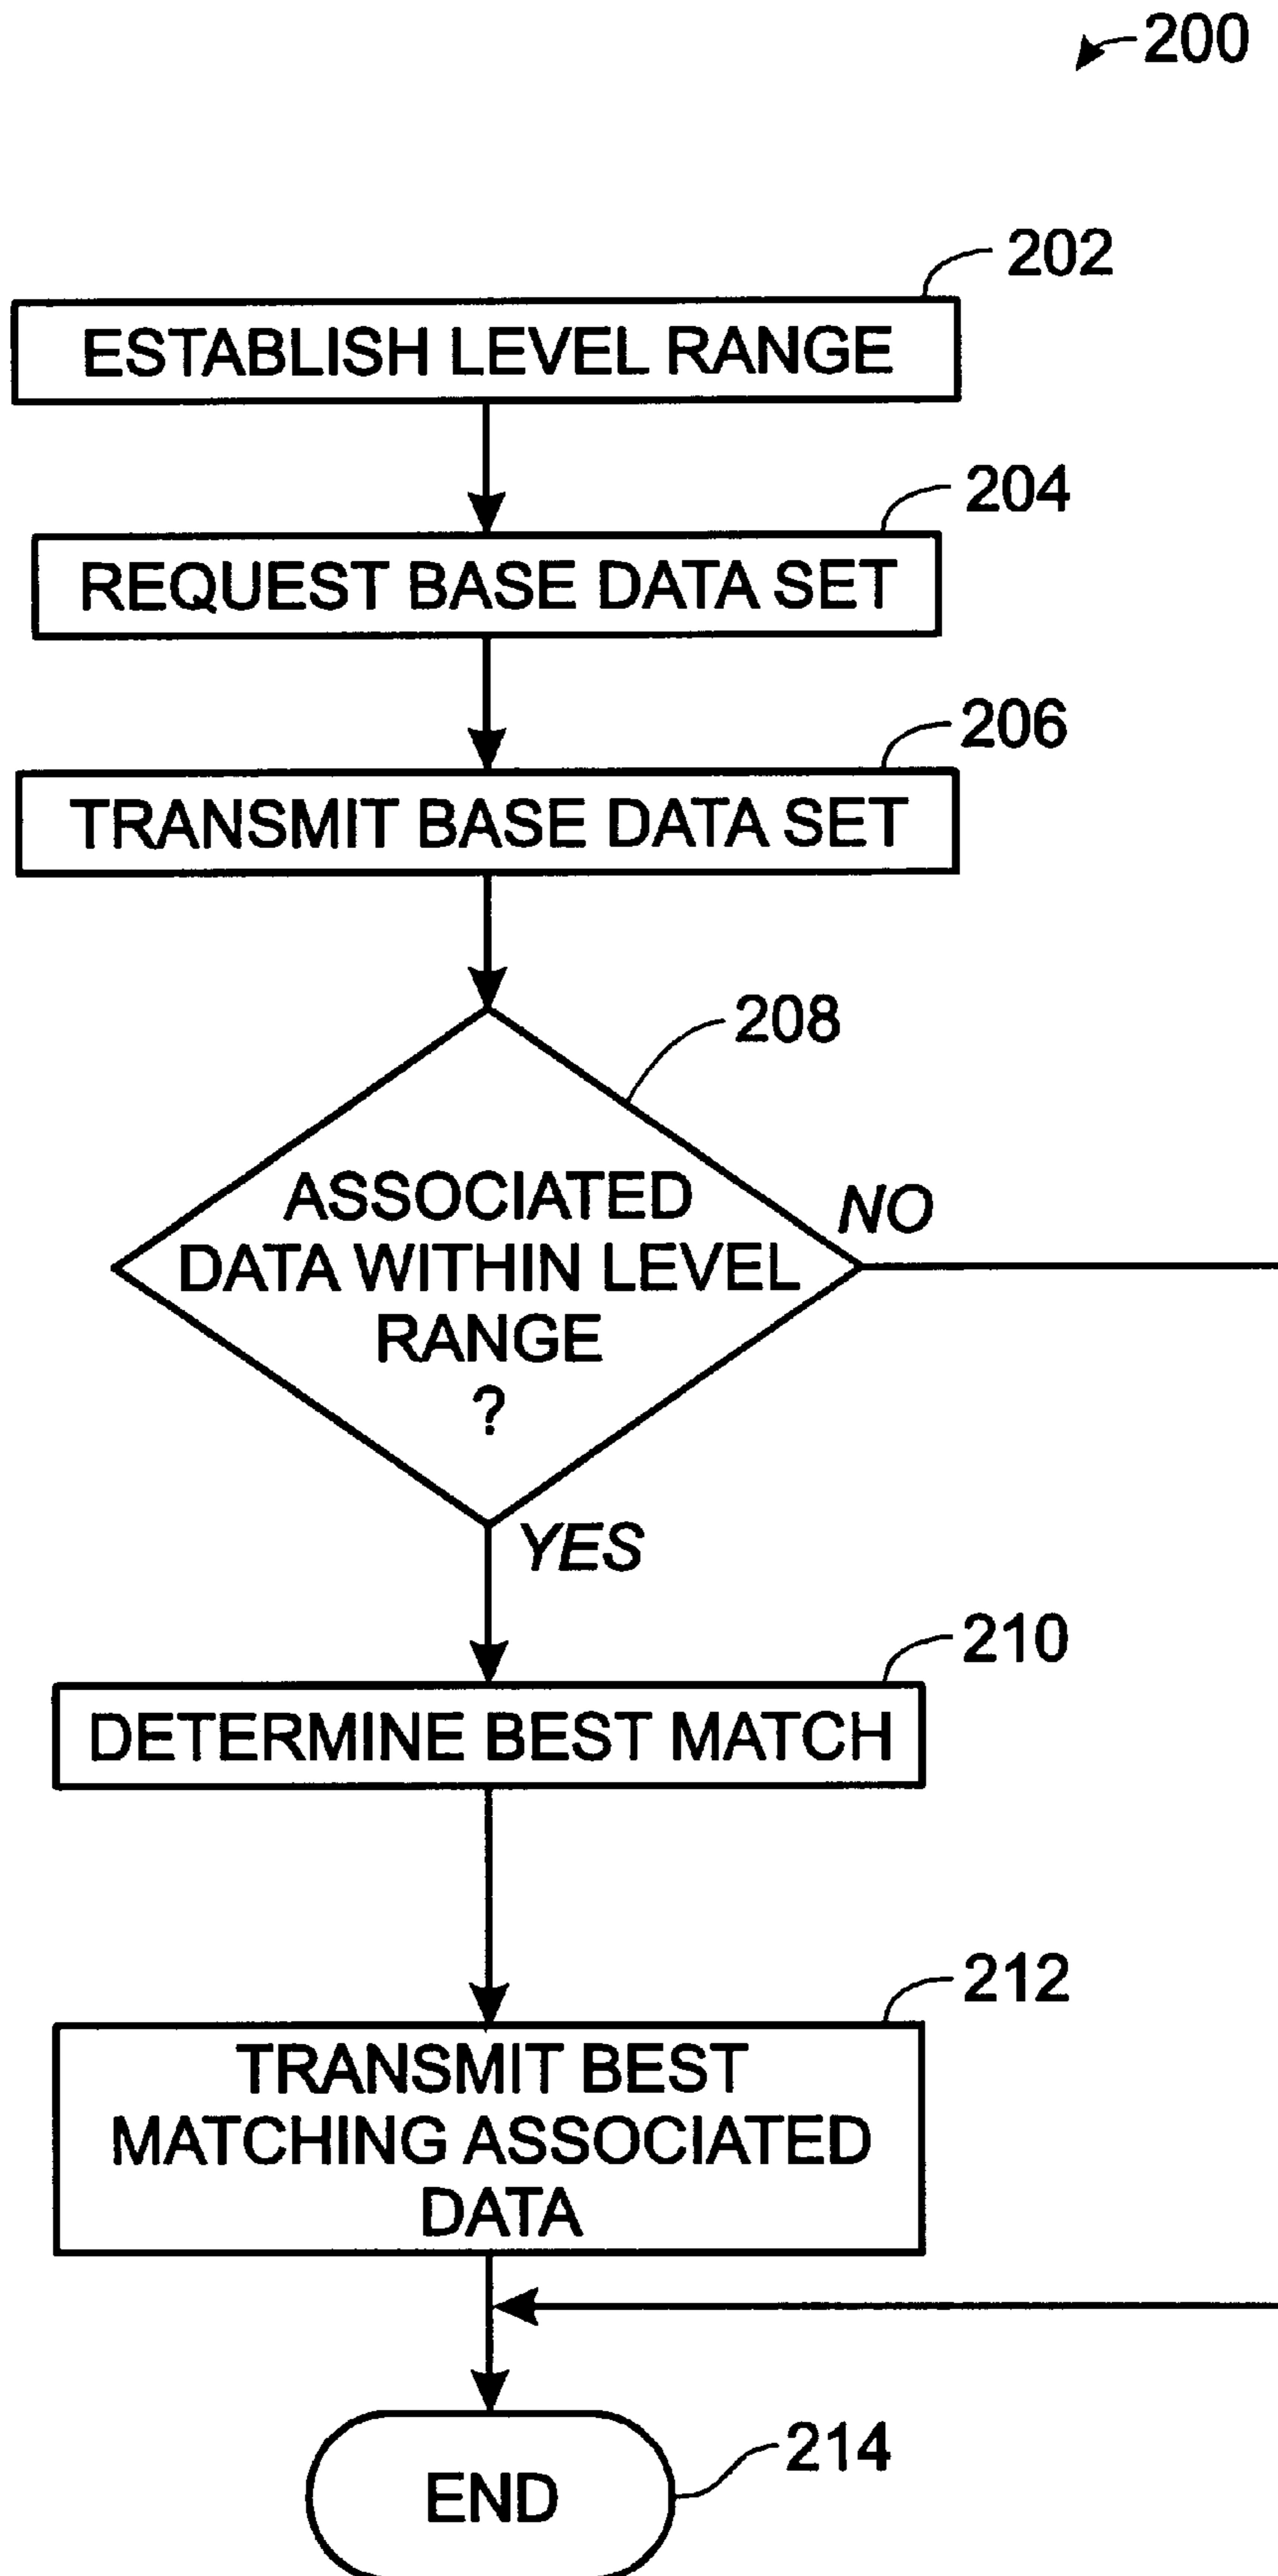 200
202
ESTABLISH LEVEL RANGE
204
REQUEST BASE DATA SET
206
TRANSMIT BASE DATA SET
208
ASSOCIATED
DATA WITHIN LEVEL
RANGE
?
NO
YES
210
DETERMINE BEST MATCH
212
TRANSMIT BEST
MATCHING ASSOCIATED
DATA
214
END